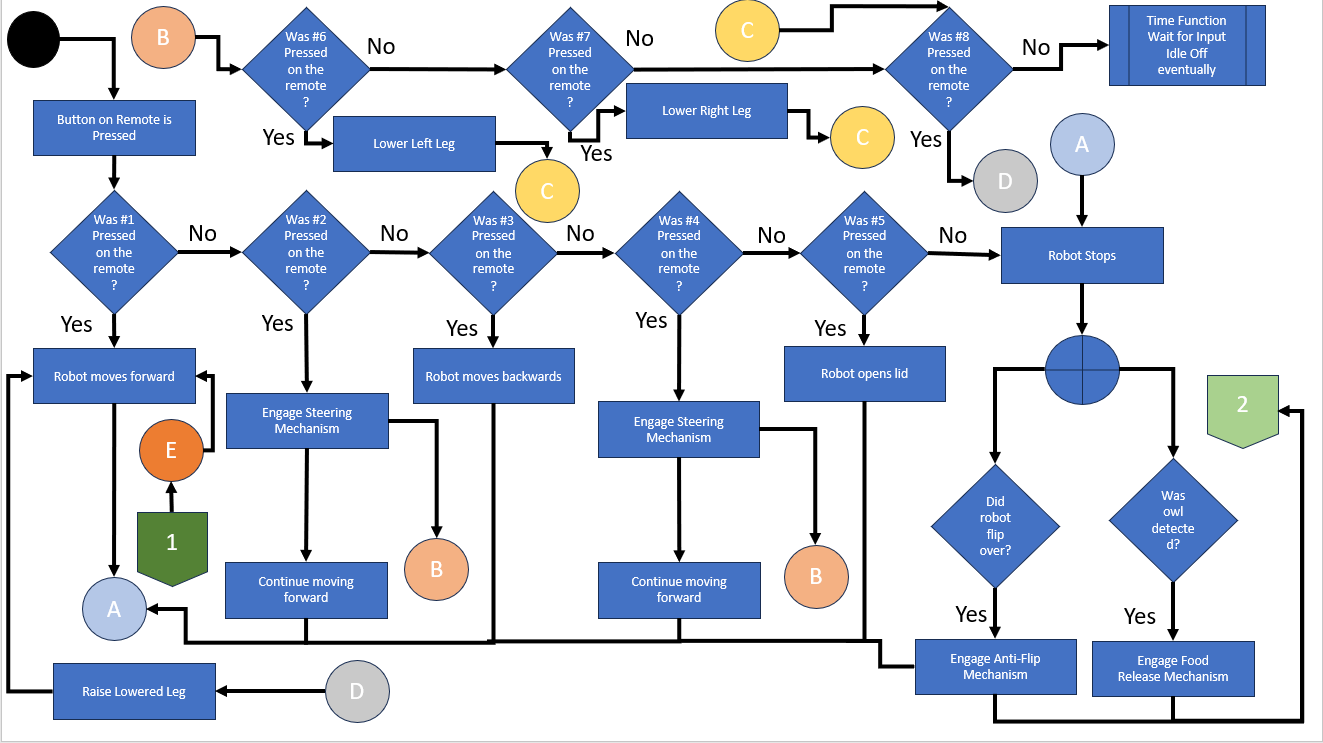 B
Was #6
Pressed
on the
remote
?
No
Was #7
Pressed
on the
remote
?
No
C
Was #8
Pressed
on the
remote
?
No
Time Function
Wait for Input
Idle Off
eventually
Button on Remote is
Pressed
Yes
Lower Left Leg
C
Yes
Lower Right Leg
C
Yes
D
A
Was #1
Pressed
on the
remote
?
No
Was #2
Pressed
on the
remote
?
No
Was #3
Pressed
on the
remote
?
No
Was #4
Pressed
on the
remote
?
No
Was #5
Pressed
on the
remote
?
No
Robot Stops
Yes
Yes
Yes
Yes
Yes
Robot moves forward
Engage Steering
Mechanism
Robot moves backwards
Engage Steering
Mechanism
Robot opens lid
2
E
1
A
B
B
Continue moving
forward
Continue moving
forward
Did
robot
flip
over?
Was
owl
detecte
d?
Yes
Yes
Engage Anti-Flip
Mechanism
Engage Food
Release Mechanism
Raise Lowered Leg
D